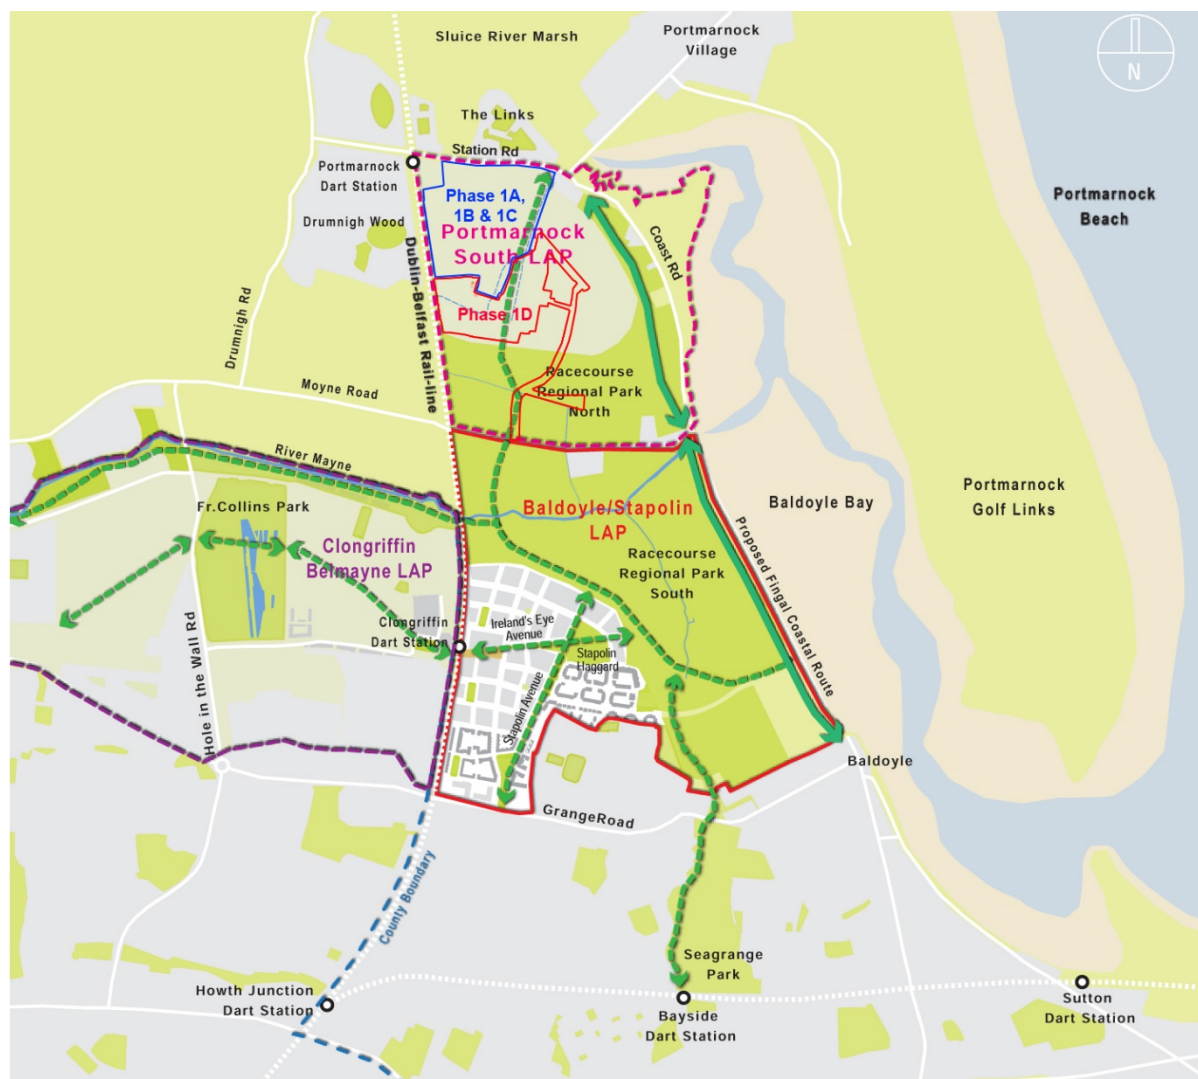 Sluice River Marsh
Portmarnock
Village
N
The Links
Station Rd
Portmarnock
Dart Station
Phase 1A,
1B & 1C
Portmarnock
Beach
Drumnigh Wood
Portmarnock
South LAP
Coast Rd
Dublin-Belfast Rail-line
Drumnigh Rd
Phase 1D
Moyne Road
Racecourse
Regional Park
North
River Mayne
Portmarnock
Golf Links
Baldoyle Bay
Fr.Collins Park
Baldoyle/Stapolin
LAP
Clongriffin
Belmayne LAP
Racecourse
Regional Park
South
Proposed Fingal Coastal Route
Hole in the Wall Rd
Clongriffin
Dart Station
Ireland's Eye
Avenue
Stapolin
Haggard
Stapolin Avenue
Baldoyle
GrangeRoad
County Boundary
Seagrange
Park
Howth Junction
Dart Station
Bayside
Dart Station
Sutton
Dart Station